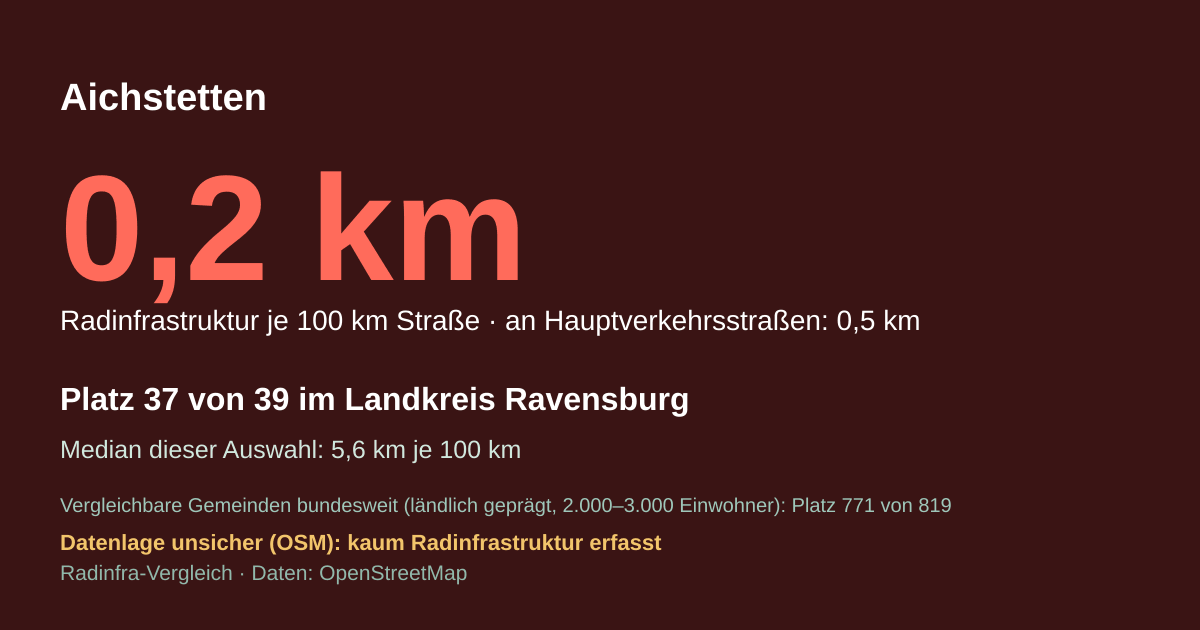 Aichstetten
0,2 km
Radinfrastruktur je 100 km Straße · an Hauptverkehrsstraßen: 0,5 km
Platz 37 von 39 im Landkreis Ravensburg
Median dieser Auswahl: 5,6 km je 100 km
Vergleichbare Gemeinden bundesweit (ländlich geprägt, 2.000–3.000 Einwohner): Platz 771 von 819
Datenlage unsicher (OSM): kaum Radinfrastruktur erfasst
Radinfra-Vergleich · Daten: OpenStreetMap